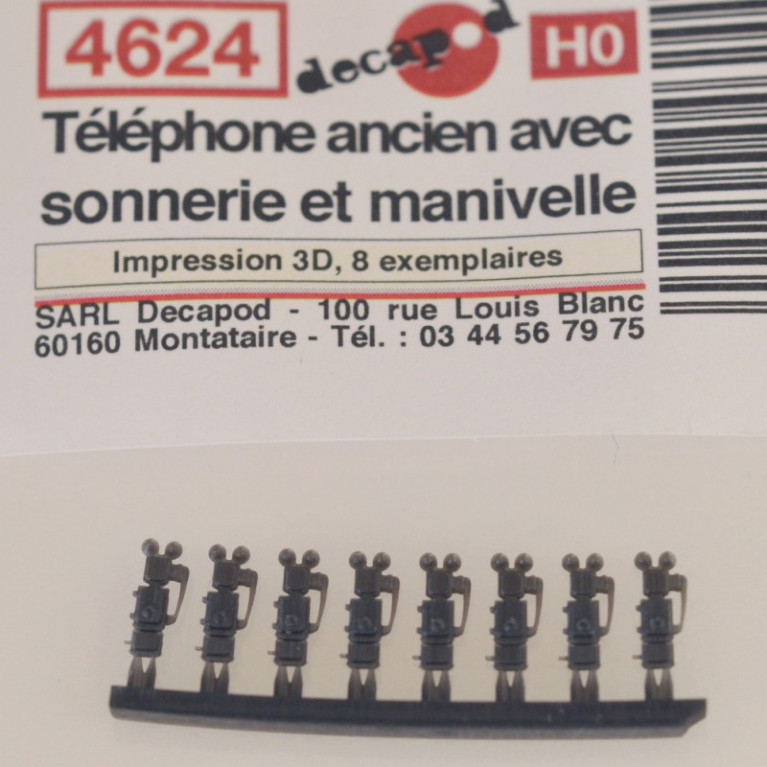 4624 decapod H0
Téléphone ancien avec
sonnerie et manivelle
Impression 3D, 8 exemplaires
SARL Decapod - 100 rue Louis Blanc
60160 Montataire - Tél. : 03 44 56 79 75